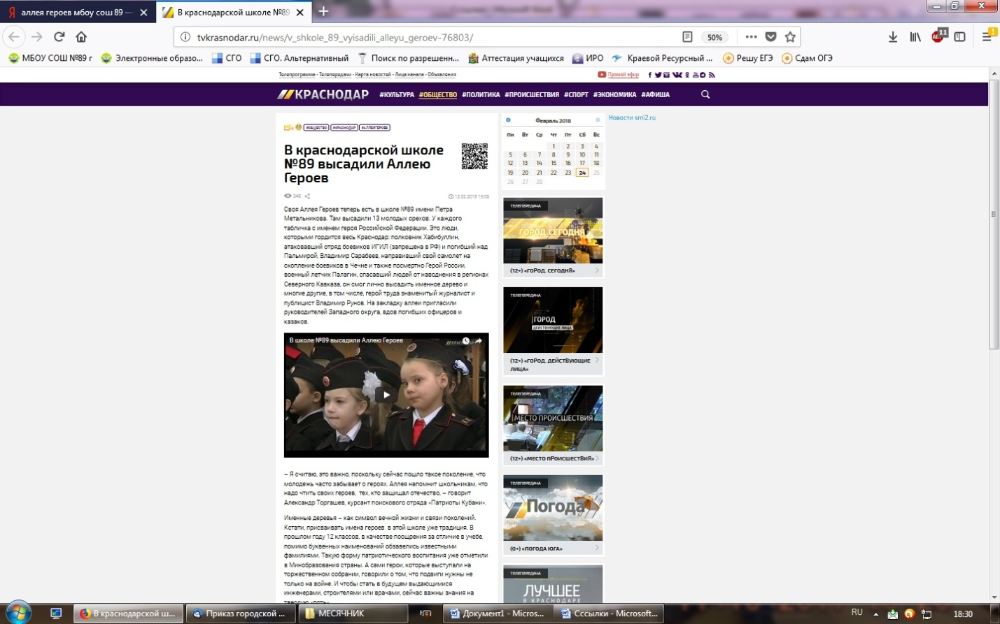 аллея героев мбоу сош 89 —
В краснодарской школе №89
tvkrasnodar.ru/news/v_shkole_89_vyisadili_alleyu_geroev-76803/
50%
11
МБОУ СОШ №89 г
Электронные образо...
СГО
СГО. Альтернативный
Поиск по разрешенн...
Аттестация учащихся
ИРО
Краевой Ресурсный ...
Решу ЕГЭ
Сдам ОГЭ
Телепрограмма - Телепередачи - Карта новостей - Лица канала - Объявления
Прямой эфир
КРАСНОДАР
#КУЛЬТУРА #ОБЩЕСТВО #ПОЛИТИКА #ПРОИСШЕСТВИЯ #СПОРТ #ЭКОНОМИКА #АФИША
#ОБЩЕСТВО #КРАСНОДАР #АЛЛЕЯГЕРОЕВ
В краснодарской школе
№89 высадили Аллею
Героев
248
12.02.2018 15:09
Своя Аллея Героев теперь есть в школе №89 имени Петра
Метальникова. Там высадили 13 молодых орехов. У каждого
табличка с именем героя Российской Федерации. Это люди,
которыми гордится весь Краснодар: полковник Хабибуллин,
атаковавший отряд боевиков ИГИЛ (запрещена в РФ) и погибший над
Пальмирой, Владимир Сарабеев, направивший свой самолет на
скопление боевиков в Чечне и также посмертно Герой России,
военный летчик Палагин, спасавший людей от наводнения в регионах
Северного Кавказа, он смог лично высадить именное дерево и
многие другие, в том числе, герой труда знаменитый журналист и
публицист Владимир Рунов. На закладку аллеи пригласили
руководителей Западного округа, вдов погибших офицеров и
казаков.
В школе №89 высадили Аллею Героев
КРАСНОДАР
– Я считаю, это важно, поскольку сейчас пошло такое поколение, что
молодежь часто забывает о героях. Аллея напомнит школьникам, что
надо чтить своих героев, тех, кто защищал отечество, – говорит
Александр Торгашев, курсант поискового отряда «Патриоты Кубани».
Именные деревья – как символ вечной жизни и связи поколений.
Кстати, присваивать имена героев в этой школе уже традиция. В
прошлом году 12 классов, в качестве поощрения за отличие в учебе,
помимо буквенных наименований обзавелись известными
фамилиями. Такую форму патриотического воспитания уже отметили
в Минобразования страны. А сами герои, которые выступали на
торжественном собрании, говорили о том, что подвиги нужны не
только на войне. И чтобы стать в будущем выдающимися
инженерами, строителями или врачами, сейчас важны знания на
твердую «пять».
Февраль 2018
Пн Вт Ср Чт Пт Сб Вс
1 2 3 4
5 6 7 8 9 10 11
12 13 14 15 16 17 18
19 20 21 22 23 24 25
26 27 28
Новости smi2.ru
ТЕЛЕПЕРЕДАЧА
ГОРОД. СЕГОДНЯ
(12+) «ГОРОД. СЕГОДНЯ»
ТЕЛЕПЕРЕДАЧА
ГОРОД
ДЕЙСТВУЮЩИЕ ЛИЦА
(12+) «ГОРОД. ДЕЙСТВУЮЩИЕ
ЛИЦА»
ТЕЛЕПЕРЕДАЧА
МЕСТО ПРОИСШЕСТВИЯ
(12+) «МЕСТО ПРОИСШЕСТВИЯ»
ТЕЛЕПЕРЕДАЧА
Погода
(0+) «ПОГОДА ЮГА»
ТЕЛЕПЕРЕДАЧА
ЛУЧШЕЕ
В КРАСНОДАРЕ
В краснодарской ш...
Приказ городской ...
МЕСЯЧНИК
Документ1 - Micros...
Сссылки - Microsoft...
RU
18:30